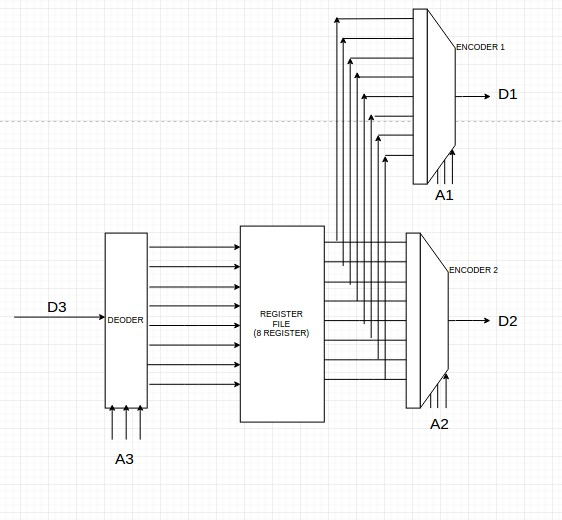 ENCODER 1
D1
A1
ENCODER 2
D3
DEODER
REGISTER
FILE
(8 REGISTER)
D2
A2
A3